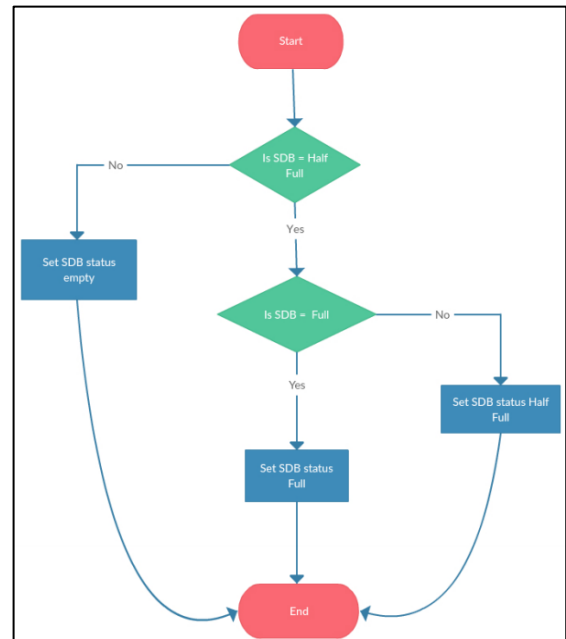 Start
Is SDB = Half
Full
No
Yes
Set SDB status
empty
Is SDB =  Full
No
Yes
Set SDB status Half
Full
Set SDB status
Full
End